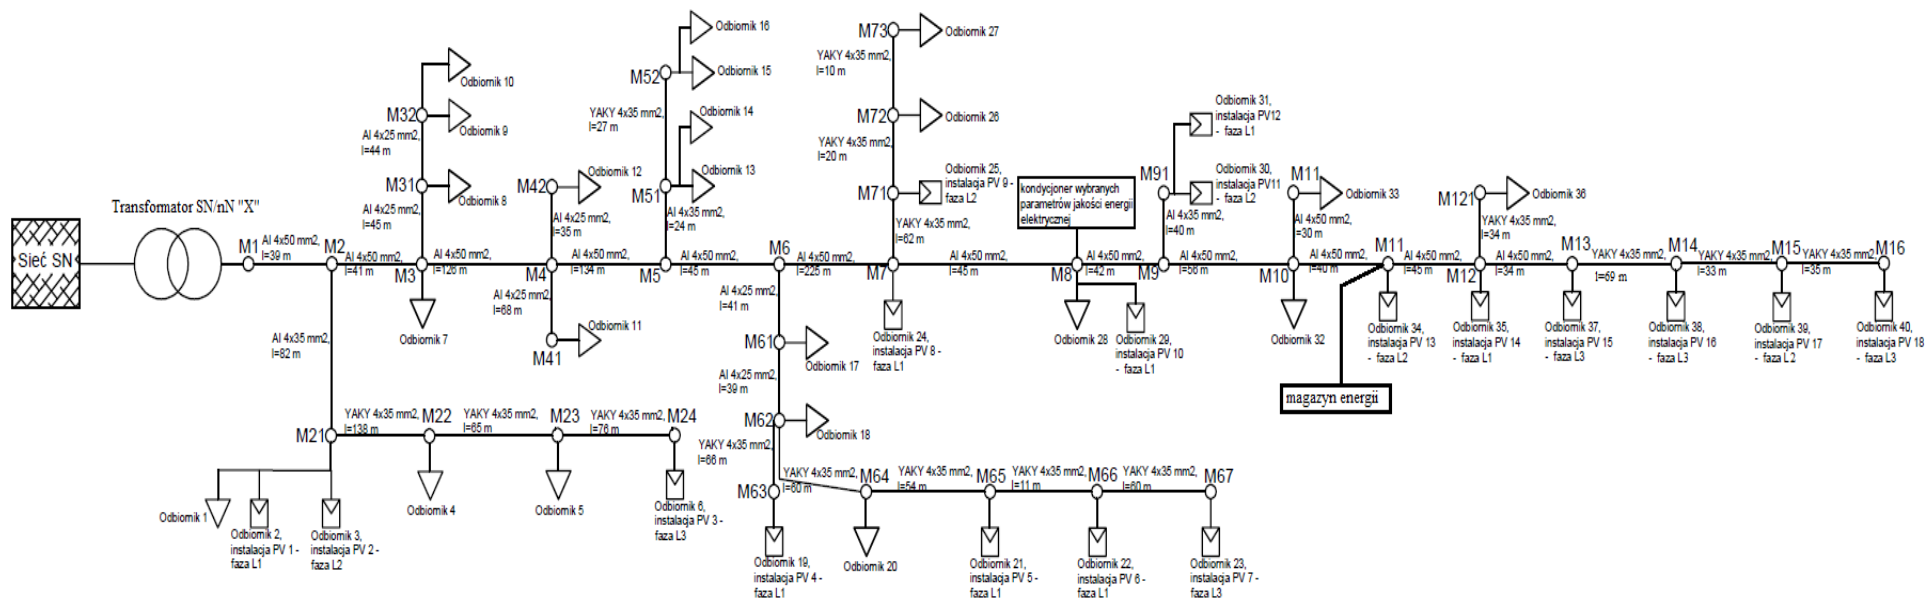 Sieć SN
Transformator SN/nN "X"
M1
Al 4x50 mm2,
l=39 m
M2
Al 4x50 mm2,
l=41 m
M3
Odbiornik 7
Al 4x25 mm2,
l=45 m
M31
Odbiornik 8
Al 4x25 mm2,
l=44 m
M32
Odbiornik 9
Odbiornik 10
Al 4x50 mm2,
l=126 m
M4
Al 4x25 mm2,
l=35 m
M42
Odbiornik 12
Al 4x25 mm2,
l=68 m
M41
Odbiornik 11
Al 4x50 mm2,
l=134 m
M5
Al 4x35 mm2,
l=24 m
M51
Odbiornik 13
Odbiornik 14
YAKY 4x35 mm2,
l=27 m
M52
Odbiornik 15
Odbiornik 16
Al 4x50 mm2,
l=45 m
M6
Al 4x25 mm2,
l=41 m
M61
Odbiornik 17
Al 4x25 mm2,
l=39 m
M62
Odbiornik 18
YAKY 4x35 mm2,
l=66 m
M63
Odbiornik 19,
instalacja PV 4 -
faza L1
YAKY 4x35 mm2,
l=60 m
M64
Odbiornik 20
YAKY 4x35 mm2,
l=54 m
M65
Odbiornik 21,
instalacja PV 5 -
faza L1
YAKY 4x35 mm2,
l=11 m
M66
Odbiornik 22,
instalacja PV 6 -
faza L1
YAKY 4x35 mm2,
l=60 m
M67
Odbiornik 23,
instalacja PV 7 -
faza L3
Al 4x50 mm2,
l=225 m
M7
Odbiornik 24,
instalacja PV 8 -
faza L1
YAKY 4x35 mm2,
l=62 m
M71
Odbiornik 25,
instalacja PV 9 -
faza L2
YAKY 4x35 mm2,
l=20 m
M72
Odbiornik 26
YAKY 4x35 mm2,
l=10 m
M73
Odbiornik 27
Al 4x50 mm2,
l=45 m
kondycjoner wybranych
parametrów jakości energii
elektrycznej
M8
Odbiornik 28
Odbiornik 29,
instalacja PV 10
- faza L1
Al 4x50 mm2,
l=42 m
M9
Al 4x35 mm2,
l=40 m
M91
Odbiornik 30,
instalacja PV11
- faza L2
Odbiornik 31,
instalacja PV12
- faza L1
Al 4x50 mm2,
l=56 m
M10
Odbiornik 32
Al 4x50 mm2,
l=30 m
M11
Odbiornik 33
Al 4x50 mm2,
l=40 m
M11
Odbiornik 34,
instalacja PV 13
- faza L2
magazyn energii
Al 4x50 mm2,
l=45 m
M12
Odbiornik 35,
instalacja PV 14
- faza L1
YAKY 4x35 mm2,
l=34 m
M121
Odbiornik 36
Al 4x50 mm2,
l=34 m
M13
Odbiornik 37,
instalacja PV 15
- faza L3
YAKY 4x35 mm2,
l=69 m
M14
Odbiornik 38,
instalacja PV 16
- faza L3
YAKY 4x35 mm2,
l=33 m
M15
Odbiornik 39,
instalacja PV 17
- faza L2
YAKY 4x35 mm2,
l=35 m
M16
Odbiornik 40,
instalacja PV 18
- faza L3
Al 4x35 mm2,
l=82 m
M21
Odbiornik 1
Odbiornik 2,
instalacja PV 1 -
faza L1
Odbiornik 3,
instalacja PV 2 -
faza L2
YAKY 4x35 mm2,
l=138 m
M22
Odbiornik 4
YAKY 4x35 mm2,
l=65 m
M23
Odbiornik 5
YAKY 4x35 mm2,
l=76 m
M24
Odbiornik 6,
instalacja PV 3 -
faza L3